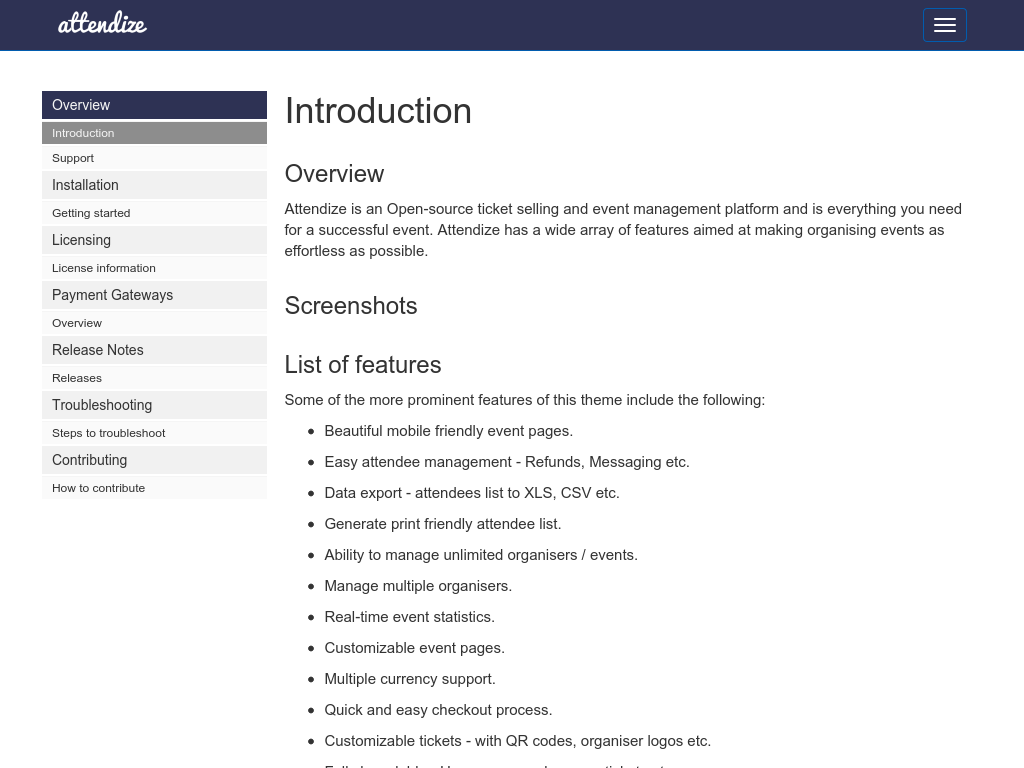 attendize
Overview
Introduction
Support
Installation
Getting started
Licensing
License information
Payment Gateways
Overview
Release Notes
Releases
Troubleshooting
Steps to troubleshoot
Contributing
How to contribute
Introduction
Overview
Attendize is an Open-source ticket selling and event management platform and is everything you need
for a successful event. Attendize has a wide array of features aimed at making organising events as
effortless as possible.
Screenshots
List of features
Some of the more prominent features of this theme include the following:
Beautiful mobile friendly event pages.
Easy attendee management - Refunds, Messaging etc.
Data export - attendees list to XLS, CSV etc.
Generate print friendly attendee list.
Ability to manage unlimited organisers / events.
Manage multiple organisers.
Real-time event statistics.
Customizable event pages.
Multiple currency support.
Quick and easy checkout process.
Customizable tickets - with QR codes, organiser logos etc.